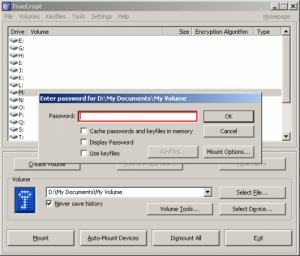 TrueCrypt
File Volumes Keyfiles Tools Settings Help Homepage
Drive Volume Size Encryption Algorithm Type
E:
G:
H:
I:
J:
K:
L:
M:
N:
O:
P:
Q:
R:
S:
T:
Enter password for D:\My Documents\My Volume
Password:
OK
Cache passwords and keyfiles in memory
Cancel
Display Password
Use keyfiles
Keyfiles...
Mount Options...
Create Volume
Volume
D:\My Documents\My Volume
Select File...
Never save history
Volume Tools...
Select Device...
Mount
Auto-Mount Devices
Dismount All
Exit